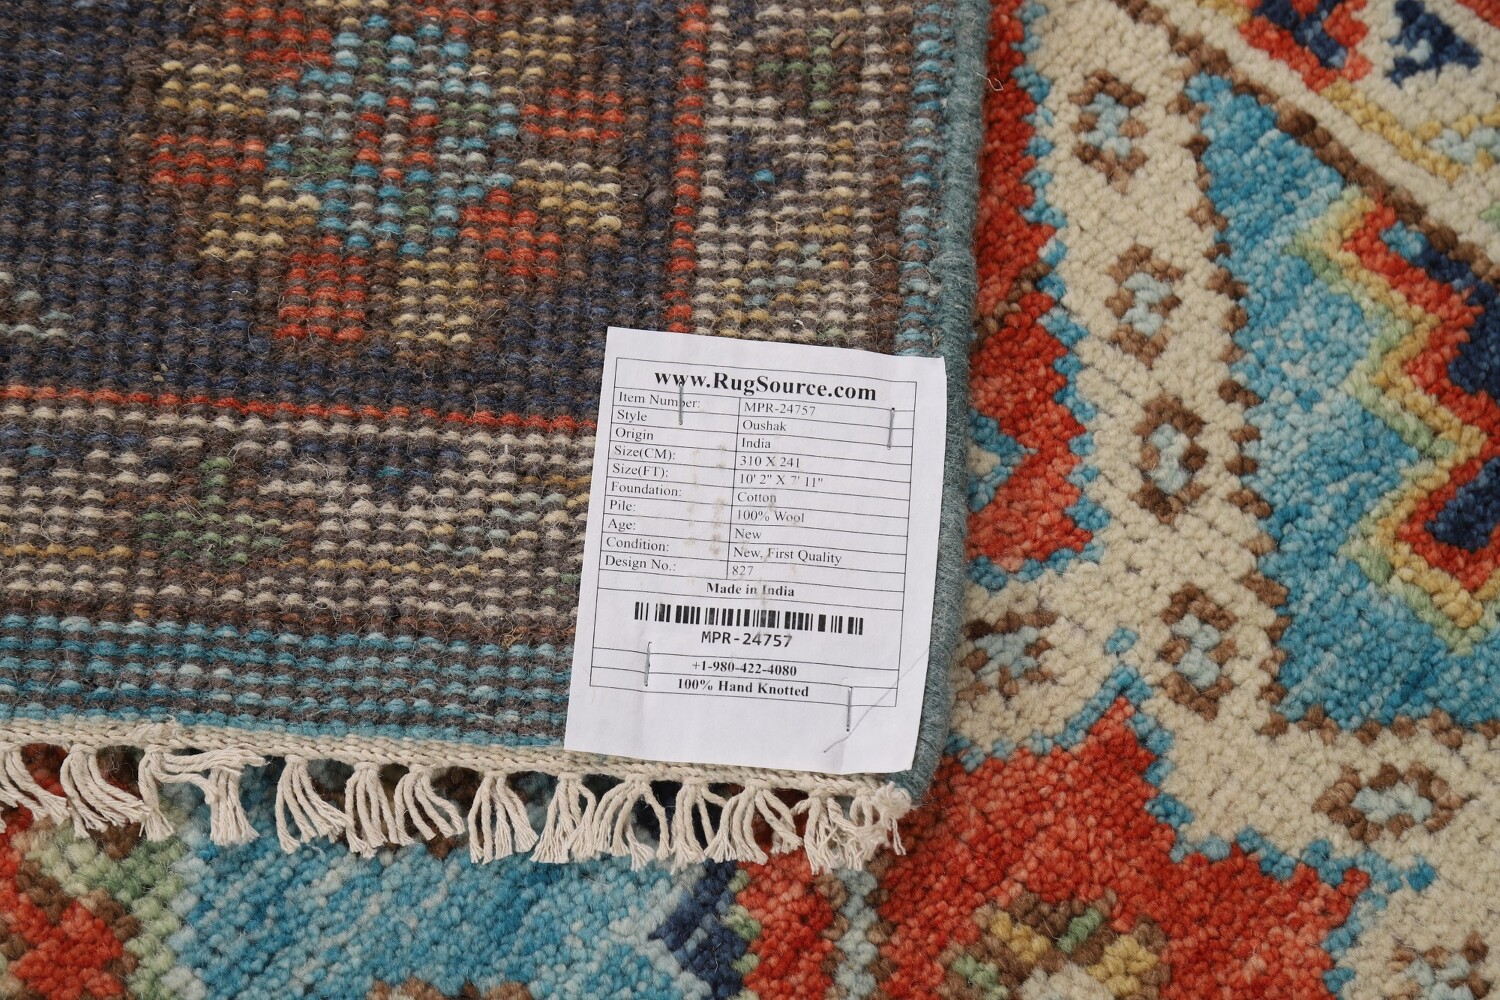 www.RugSource.com
Item Number: MPR-24757
Style Oushak
Origin India
Size(CM): 310 X 241
Size(FT): 10' 2" X 7' 11"
Foundation: Cotton
Pile: 100% Wool
Age: New
Condition: New, First Quality
Design No.: 827
Made in India
MPR-24757
+1-980-422-4080
100% Hand Knotted